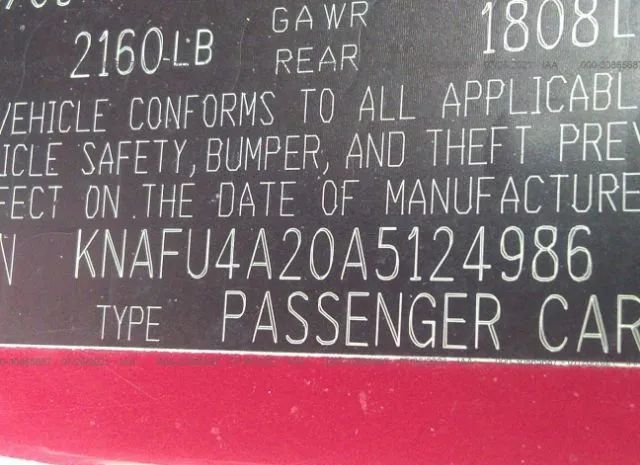 GAWR 1808
2160-LB REAR
VEHICLE CONFORMS TO ALL APPLICABL
ICLE SAFETY, BUMPER, AND THEFT PREV
FECT ON THE DATE OF MANUFACTURE
N KNAFU4A20A5124986
TYPE PASSENGER CAR